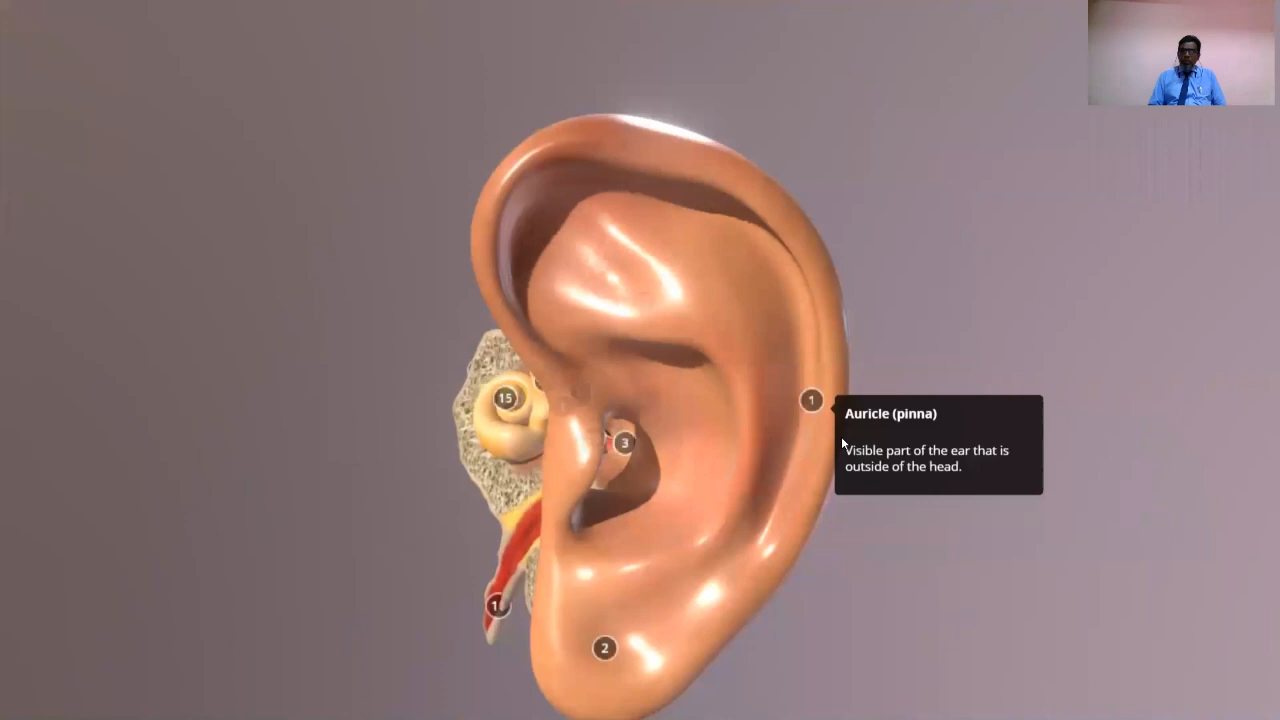 15
1
Auricle (pinna)
3
Visible part of the ear that is
outside of the head.
1
2